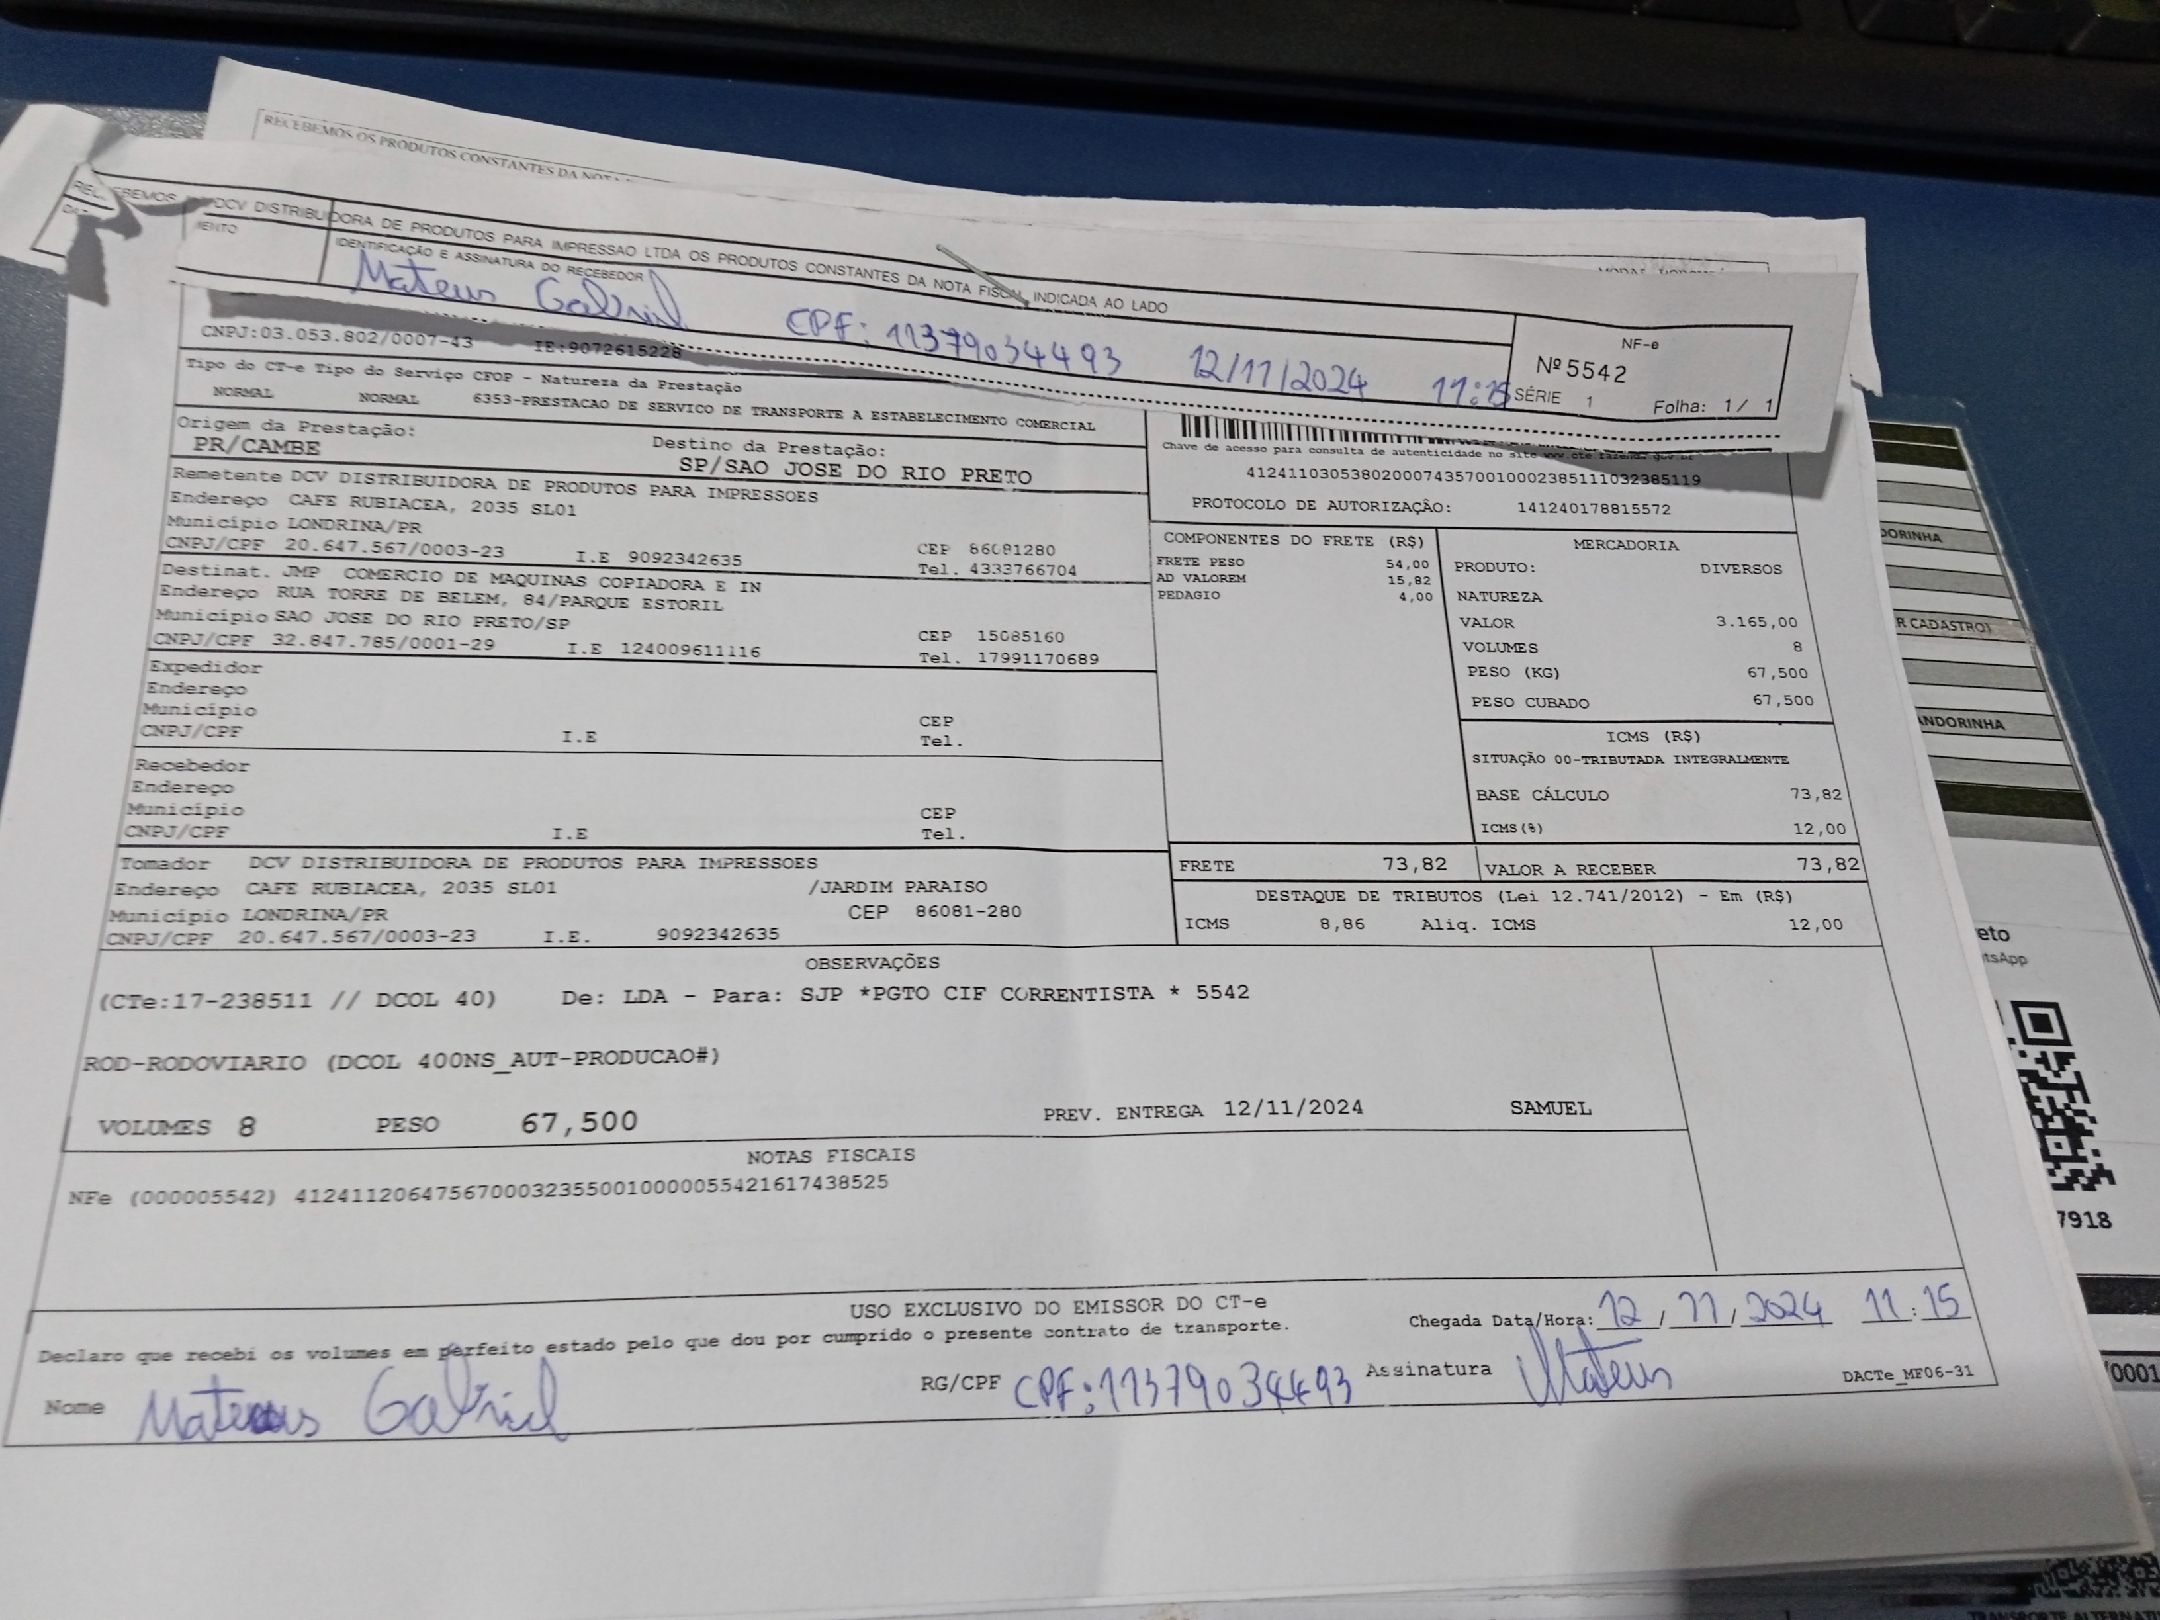 RECEBEMOS OS PRODUTOS CONSTANTES DA NOTA
DCV DISTRIBUIDORA DE PRODUTOS PARA IMPRESSAO LTDA OS PRODUTOS CONSTANTES DA NOTA FISCAL INDICADA AO LADO
IDENTIFICAÇÃO E ASSINATURA DO RECEBEDOR
Mateus Gabriel CPF: 11379034493 12/11/2024 11:15
NF-e
Nº 5542
SÉRIE 1 Folha: 1/ 1
CNPJ:03.053.802/0007-43 IE:9072615228
Tipo do CT-e Tipo do Serviço CFOP - Natureza da Prestação
NORMAL NORMAL 6353-PRESTACAO DE SERVICO DE TRANSPORTE A ESTABELECIMENTO COMERCIAL
Origem da Prestação: Destino da Prestação:
PR/CAMBE SP/SAO JOSE DO RIO PRETO
Remetente DCV DISTRIBUIDORA DE PRODUTOS PARA IMPRESSOES
Endereço CAFE RUBIACEA, 2035 SL01
Município LONDRINA/PR CEP 86081280
CNPJ/CPF 20.647.567/0003-23 I.E 9092342635 Tel. 4333766704
Destinat. JMP COMERCIO DE MAQUINAS COPIADORA E IN
Endereço RUA TORRE DE BELEM, 84/PARQUE ESTORIL
Município SAO JOSE DO RIO PRETO/SP CEP 15085160
CNPJ/CPF 32.847.785/0001-29 I.E 124009611116 Tel. 17991170689
Expedidor
Endereço
Município CEP
CNPJ/CPF I.E Tel.
Recebedor
Endereço
Município CEP
CNPJ/CPF I.E Tel.
Tomador DCV DISTRIBUIDORA DE PRODUTOS PARA IMPRESSOES
Endereço CAFE RUBIACEA, 2035 SL01 /JARDIM PARAISO
Município LONDRINA/PR CEP 86081-280
CNPJ/CPF 20.647.567/0003-23 I.E. 9092342635
Chave de acesso para consulta de autenticidade no site www.cte.fazenda.gov.br
41241103053802000743570010002385111032385119
PROTOCOLO DE AUTORIZAÇÃO: 141240178815572
COMPONENTES DO FRETE (R$)
FRETE PESO 54,00
AD VALOREM 15,82
PEDAGIO 4,00
MERCADORIA
PRODUTO: DIVERSOS
NATUREZA
VALOR 3.165,00
VOLUMES 8
PESO (KG) 67,500
PESO CUBADO 67,500
ICMS (R$)
SITUAÇÃO 00-TRIBUTADA INTEGRALMENTE
BASE CÁLCULO 73,82
ICMS(%) 12,00
FRETE 73,82 VALOR A RECEBER 73,82
DESTAQUE DE TRIBUTOS (Lei 12.741/2012) - Em (R$)
ICMS 8,86 Aliq. ICMS 12,00
OBSERVAÇÕES
(CTe:17-238511 // DCOL 40) De: LDA - Para: SJP *PGTO CIF CORRENTISTA * 5542
ROD-RODOVIARIO (DCOL 400NS_AUT-PRODUCAO#)
VOLUMES 8 PESO 67,500 PREV. ENTREGA 12/11/2024 SAMUEL
NOTAS FISCAIS
NFe (000005542) 41241120647567000323550010000055421617438525
USO EXCLUSIVO DO EMISSOR DO CT-e
Declaro que recebi os volumes em perfeito estado pelo que dou por cumprido o presente contrato de transporte.
Chegada Data/Hora: 12/11/2024 11:15
Nome Mateus Gabriel RG/CPF CPF:11379034493 Assinatura Mateus
DACTe_MF06-31
DORINHA
R CADASTRO)
ANDORINHA
eto
tsApp
7918
/0001